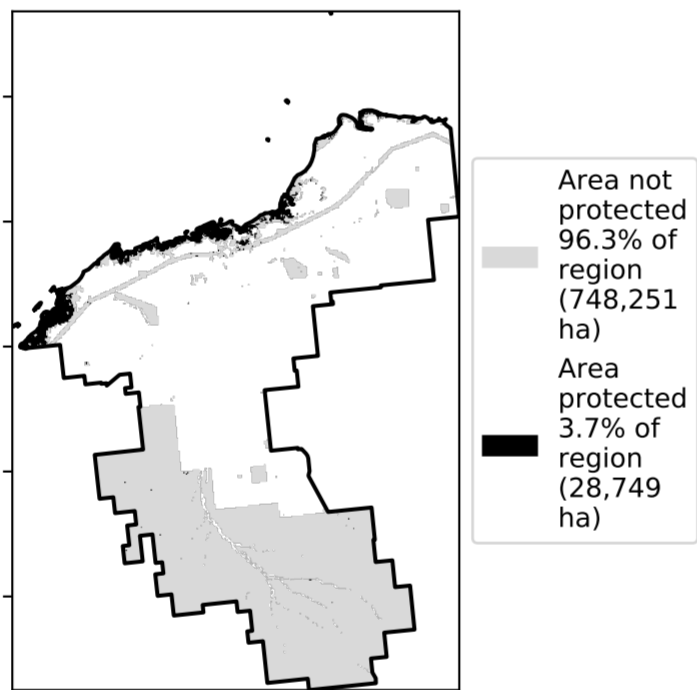 Area not
protected
96.3% of
region
(748,251
ha)
Area
protected
3.7% of
region
(28,749
ha)